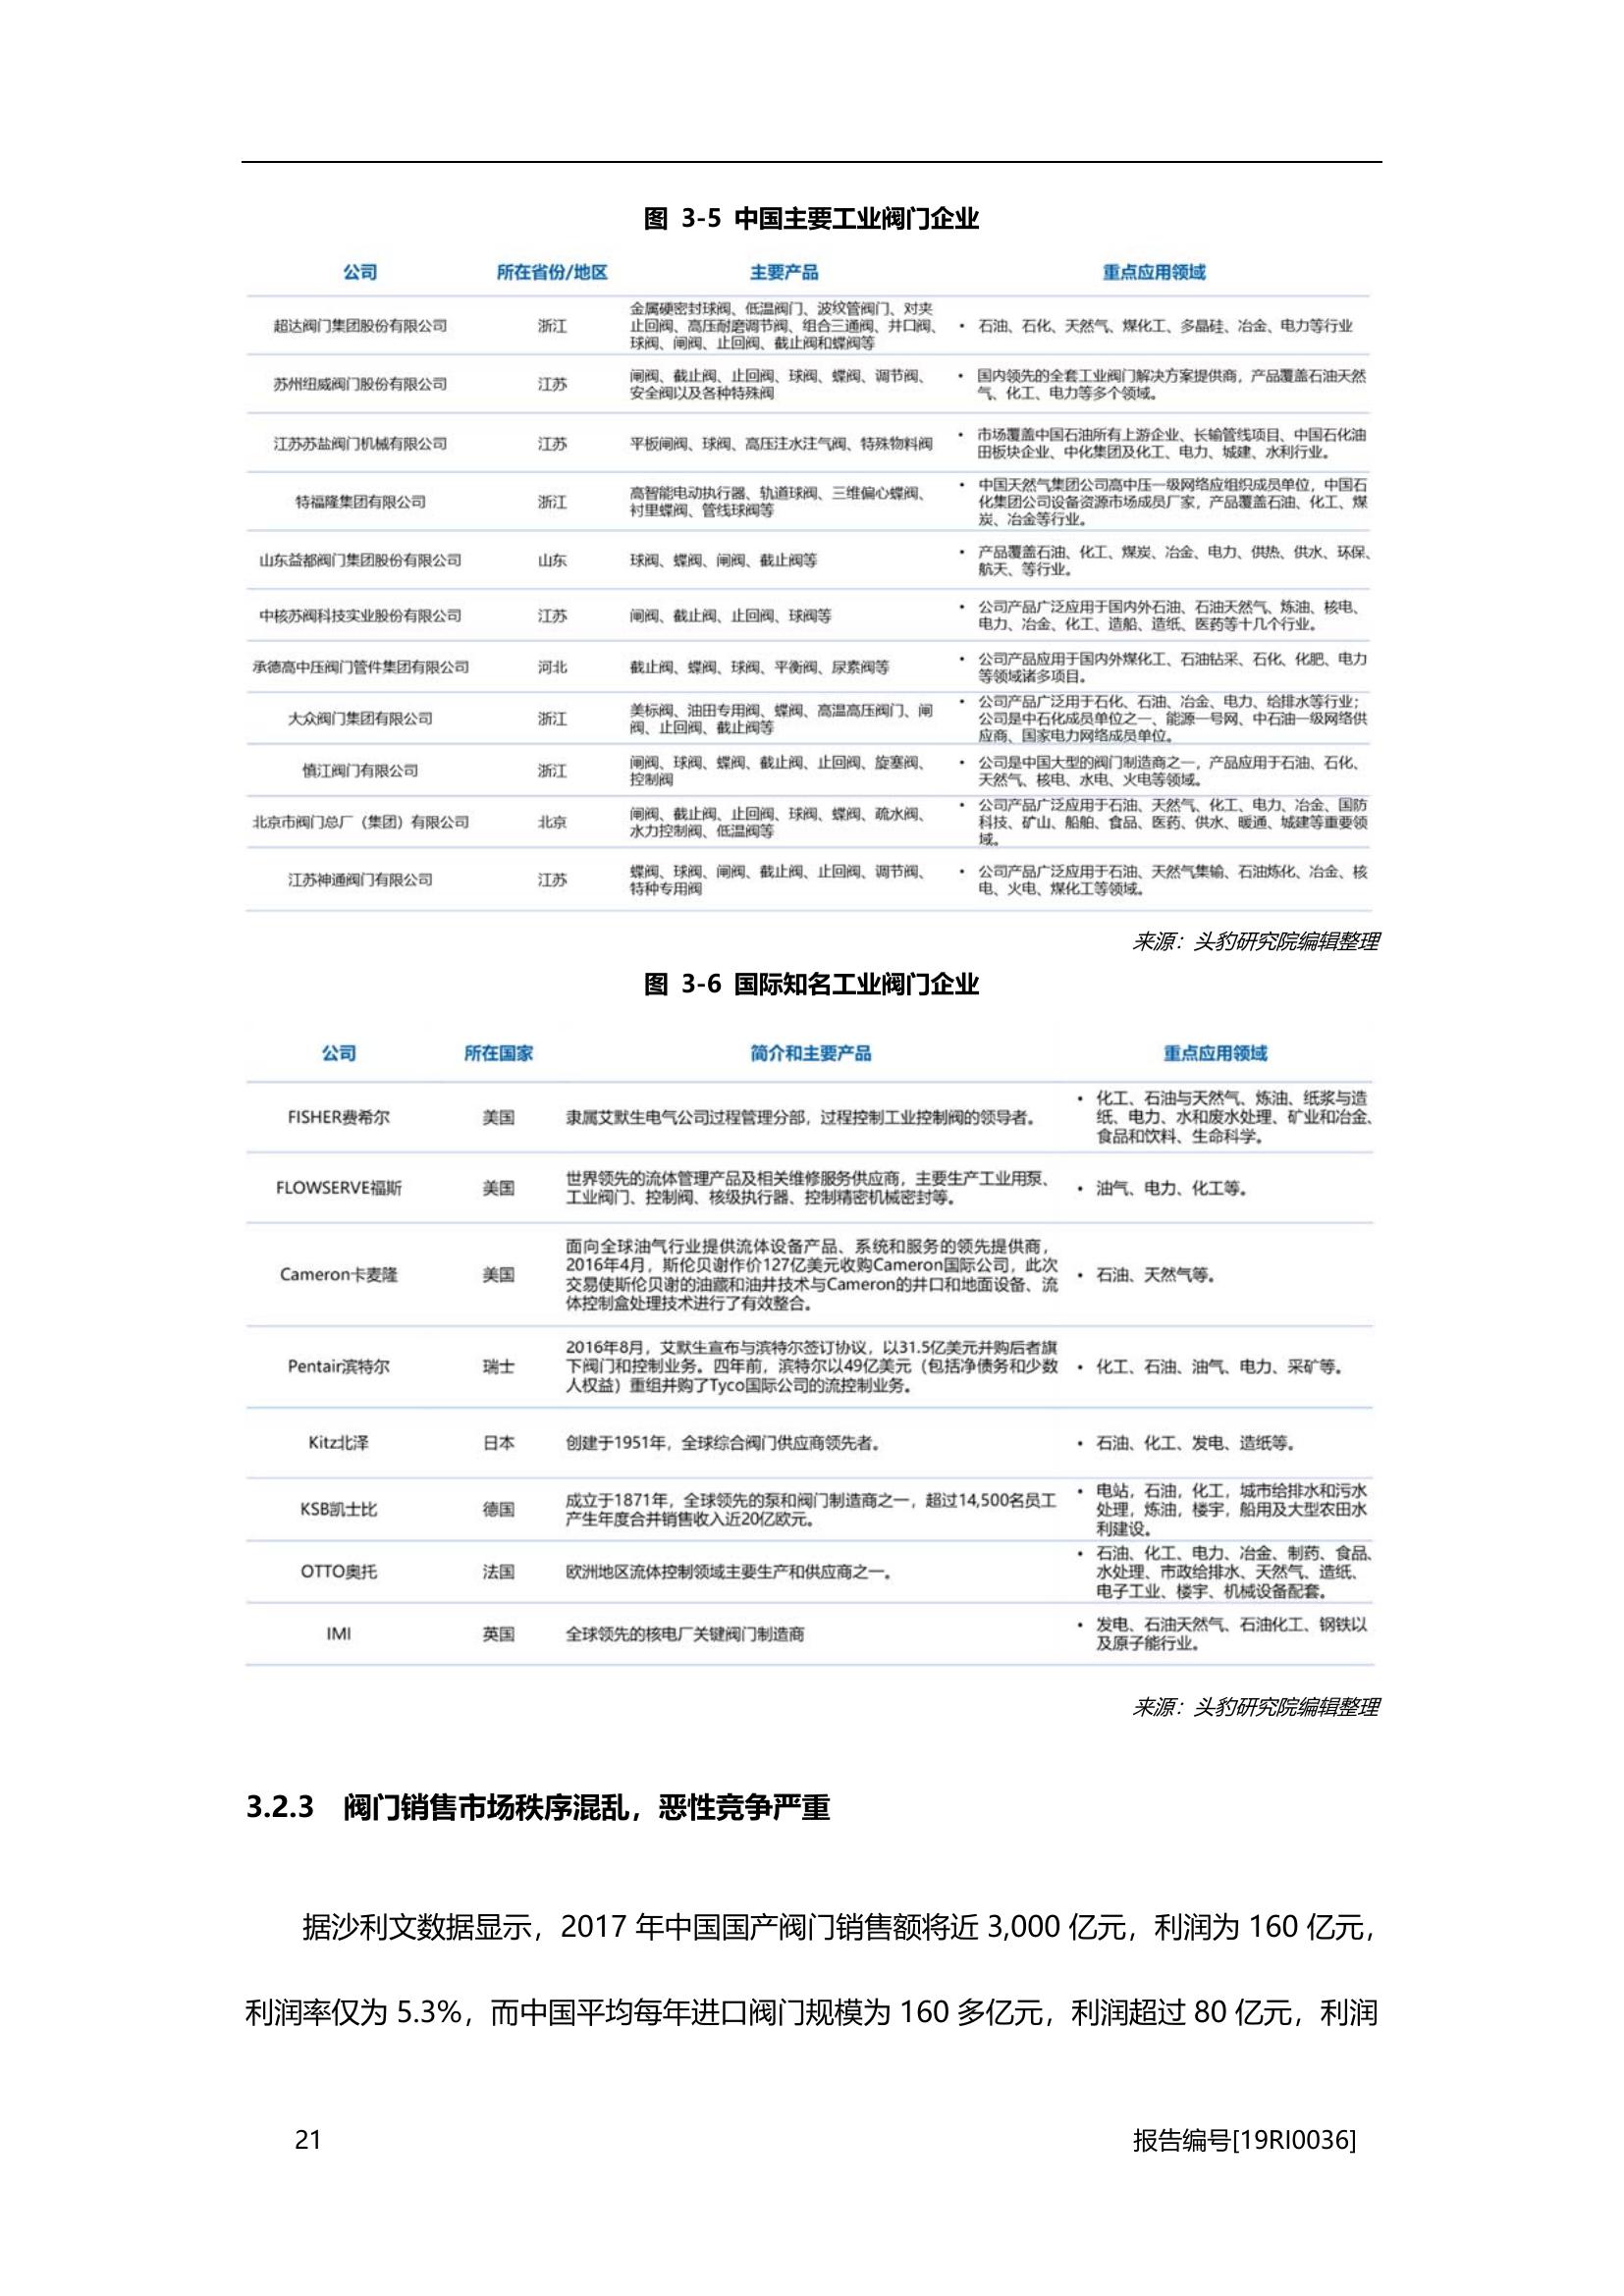 图 3-5 中国主要工业阀门企业
公司 所在省份/地区 主要产品 重点应用领域
超达阀门集团股份有限公司 浙江
金属硬密封球阀、低温阀门、波纹管阀门、对夹
止回阀、高压耐磨调节阀、组合三通阀、井口阀、
球阀、闸阀、止回阀、截止阀和蝶阀等
• 石油、石化、天然气、煤化工、多晶硅、冶金、电力等行业
苏州纽威阀门股份有限公司 江苏
闸阀、截止阀、止回阀、球阀、蝶阀、调节阀、
安全阀以及各种特殊阀
• 国内领先的全套工业阀门解决方案提供商，产品覆盖石油天然
气、化工、电力等多个领域。
江苏苏盐阀门机械有限公司 江苏
平板闸阀、球阀、高压注水注气阀、特殊物料阀
• 市场覆盖中国石油所有上游企业、长输管线项目、中国石化油
田板块企业、中化集团及化工、电力、城建、水利行业。
特福隆集团有限公司 浙江
高智能电动执行器、轨道球阀、三维偏心蝶阀、
衬里蝶阀、管线球阀等
• 中国天然气集团公司高中压一级网络应组织成员单位，中国石
化集团公司设备资源市场成员厂家，产品覆盖石油、化工、煤
炭、冶金等行业。
山东益都阀门集团股份有限公司 山东
球阀、蝶阀、闸阀、截止阀等
• 产品覆盖石油、化工、煤炭、冶金、电力、供热、供水、环保、
航天、等行业。
中核苏阀科技实业股份有限公司 江苏
闸阀、截止阀、止回阀、球阀等
• 公司产品广泛应用于国内外石油、石油天然气、炼油、核电、
电力、冶金、化工、造船、造纸、医药等十几个行业。
承德高中压阀门管件集团有限公司 河北
截止阀、蝶阀、球阀、平衡阀、尿素阀等
• 公司产品应用于国内外煤化工、石油钻采、石化、化肥、电力
等领域诸多项目。
大众阀门集团有限公司 浙江
美标阀、油田专用阀、蝶阀、高温高压阀门、闸
阀、止回阀、截止阀等
• 公司产品广泛用于石化、石油、冶金、电力、给排水等行业；
公司是中石化成员单位之一、能源一号网、中石油一级网络供
应商、国家电力网络成员单位。
慎江阀门有限公司 浙江
闸阀、球阀、蝶阀、截止阀、止回阀、旋塞阀、
控制阀
• 公司是中国大型的阀门制造商之一，产品应用于石油、石化、
天然气、核电、水电、火电等领域。
北京市阀门总厂（集团）有限公司 北京
闸阀、截止阀、止回阀、球阀、蝶阀、疏水阀、
水力控制阀、低温阀等
• 公司产品广泛应用于石油、天然气、化工、电力、冶金、国防
科技、矿山、船舶、食品、医药、供水、暖通、城建等重要领
域。
江苏神通阀门有限公司 江苏
蝶阀、球阀、闸阀、截止阀、止回阀、调节阀、
特种专用阀
• 公司产品广泛应用于石油、天然气集输、石油炼化、冶金、核
电、火电、煤化工等领域。
来源：头豹研究院编辑整理
图 3-6 国际知名工业阀门企业
公司 所在国家 简介和主要产品 重点应用领域
FISHER费希尔 美国
隶属艾默生电气公司过程管理分部，过程控制工业控制阀的领导者。
• 化工、石油与天然气、炼油、纸浆与造
纸、电力、水和废水处理、矿业和冶金、
食品和饮料、生命科学。
FLOWSERVE福斯 美国
世界领先的流体管理产品及相关维修服务供应商，主要生产工业用泵、
工业阀门、控制阀、核级执行器、控制精密机械密封等。
• 油气、电力、化工等。
Cameron卡麦隆 美国
面向全球油气行业提供流体设备产品、系统和服务的领先提供商，
2016年4月，斯伦贝谢作价127亿美元收购Cameron国际公司，此次
交易使斯伦贝谢的油藏和油井技术与Cameron的井口和地面设备、流
体控制盒处理技术进行了有效整合。
• 石油、天然气等。
Pentair滨特尔 瑞士
2016年8月，艾默生宣布与滨特尔签订协议，以31.5亿美元并购后者旗
下阀门和控制业务。四年前，滨特尔以49亿美元（包括净债务和少数
人权益）重组并购了Tyco国际公司的流控制业务。
• 化工、石油、油气、电力、采矿等。
Kitz北泽 日本
创建于1951年，全球综合阀门供应商领先者。
• 石油、化工、发电、造纸等。
KSB凯士比 德国
成立于1871年，全球领先的泵和阀门制造商之一，超过14,500名员工
产生年度合并销售收入近20亿欧元。
• 电站，石油，化工，城市给排水和污水
处理，炼油，楼宇，船用及大型农田水
利建设。
OTTO奥托 法国
欧洲地区流体控制领域主要生产和供应商之一。
• 石油、化工、电力、冶金、制药、食品、
水处理、市政给排水、天然气、造纸、
电子工业、楼宇、机械设备配套。
IMI 英国
全球领先的核电厂关键阀门制造商
• 发电、石油天然气、石油化工、钢铁以
及原子能行业。
来源：头豹研究院编辑整理
3.2.3 阀门销售市场秩序混乱，恶性竞争严重
据沙利文数据显示，2017 年中国国产阀门销售额将近 3,000 亿元，利润为 160 亿元，
利润率仅为 5.3%，而中国平均每年进口阀门规模为 160 多亿元，利润超过 80 亿元，利润
21 报告编号[19RI0036]